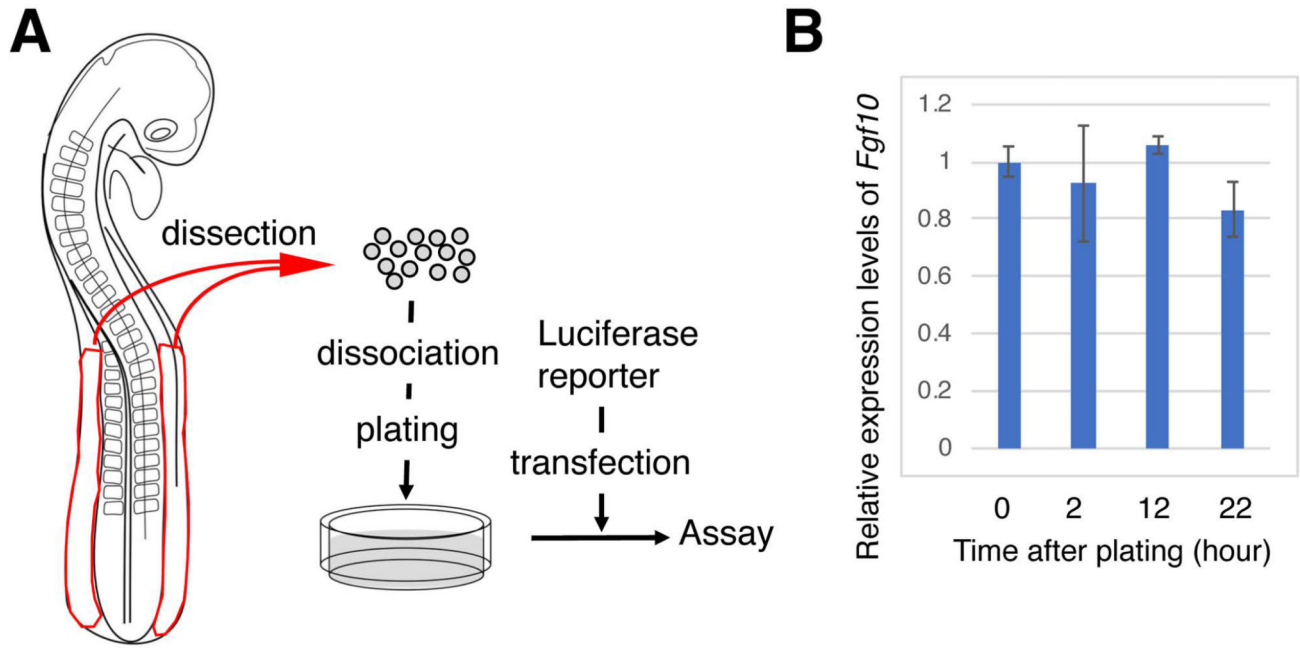 A
dissection
dissociation
plating
Luciferase
reporter
transfection
Assay
B
Relative expression levels of Fgf10
1.2
1
0.8
0.6
0.4
0.2
0
0 2 12 22
Time after plating (hour)